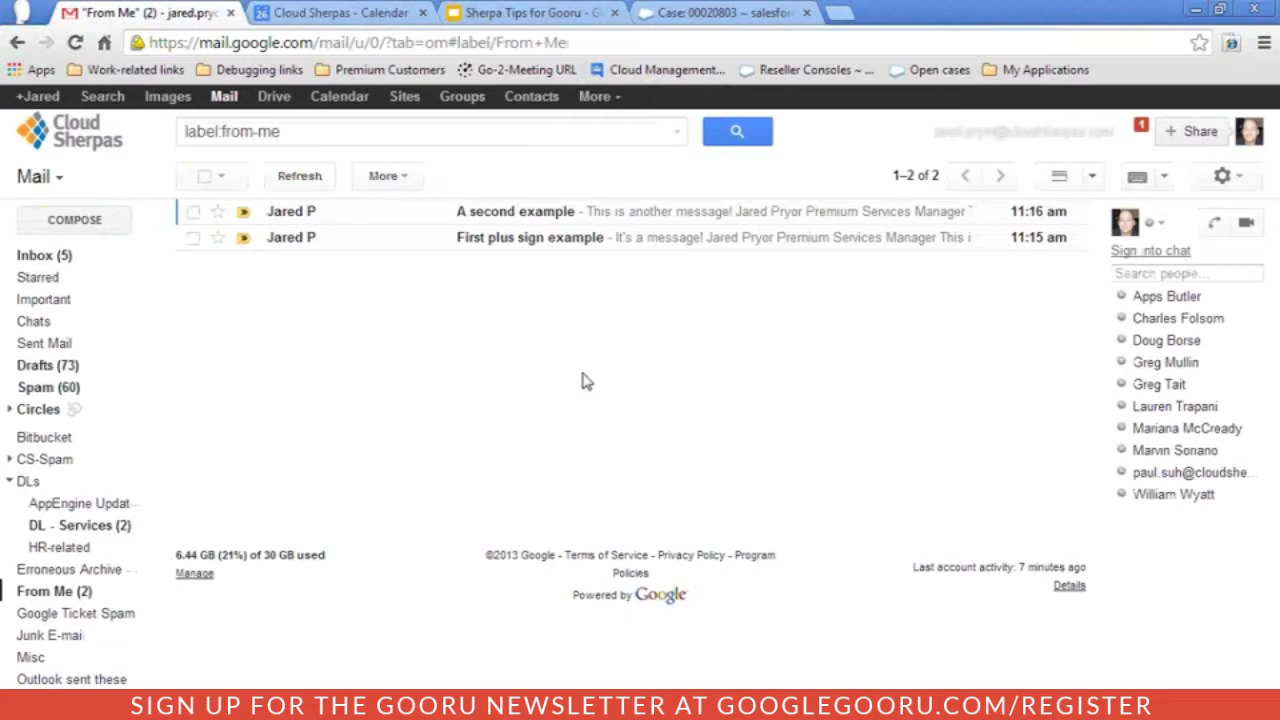 "From Me" (2) - jared.pryc
Cloud Sherpas - Calendar
Sherpa Tips for Gooru - G
Case: 00020803 ~ salesfor
https://mail.google.com/mail/u/0/?tab=om#label/From+Me
Apps Work-related links Debugging links Premium Customers Go-2-Meeting URL Cloud Management... Reseller Consoles ~ ... Open cases My Applications
+Jared Search Images Mail Drive Calendar Sites Groups Contacts More
Cloud Sherpas
label:from-me
1
+ Share
Mail
Refresh
More
1–2 of 2
COMPOSE
Inbox (5)
Starred
Important
Chats
Sent Mail
Drafts (73)
Spam (60)
Circles
Bitbucket
CS-Spam
DLs
AppEngine Updat
DL - Services (2)
HR-related
Erroneous Archive
From Me (2)
Google Ticket Spam
Junk E-mai
Misc
Outlook sent these
Jared P A second example - This is another message! Jared Pryor Premium Services Manager 11:16 am
Jared P First plus sign example - It's a message! Jared Pryor Premium Services Manager This i 11:15 am
6.44 GB (21%) of 30 GB used
Manage
©2013 Google - Terms of Service - Privacy Policy - Program
Policies
Powered by Google
Last account activity: 7 minutes ago
Details
Sign into chat
Search people...
Apps Butler
Charles Folsom
Doug Borse
Greg Mullin
Greg Tait
Lauren Trapani
Mariana McCready
Marvin Soriano
paul.suh@cloudshe...
William Wyatt
SIGN UP FOR THE GOORU NEWSLETTER AT GOOGLEGOORU.COM/REGISTER